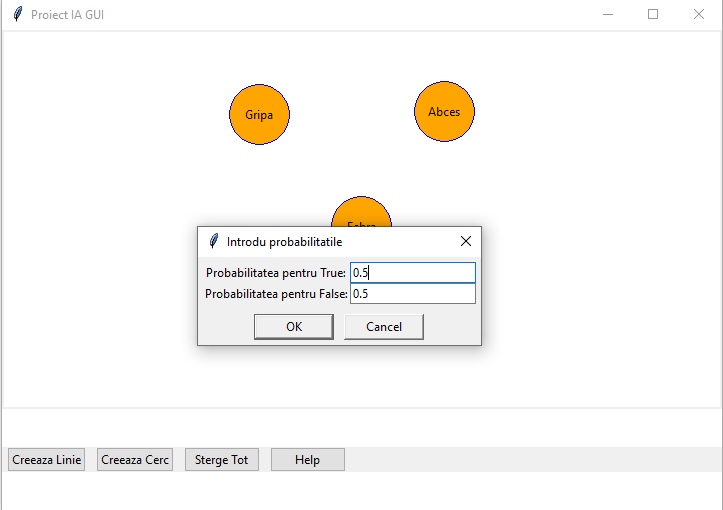 Proiect IA GUI
Gripa
Abces
Introdu probabilitatile
Probabilitatea pentru True: 0.5
Probabilitatea pentru False: 0.5
OK Cancel
Creeaza Linie Creeaza Cerc Sterge Tot Help